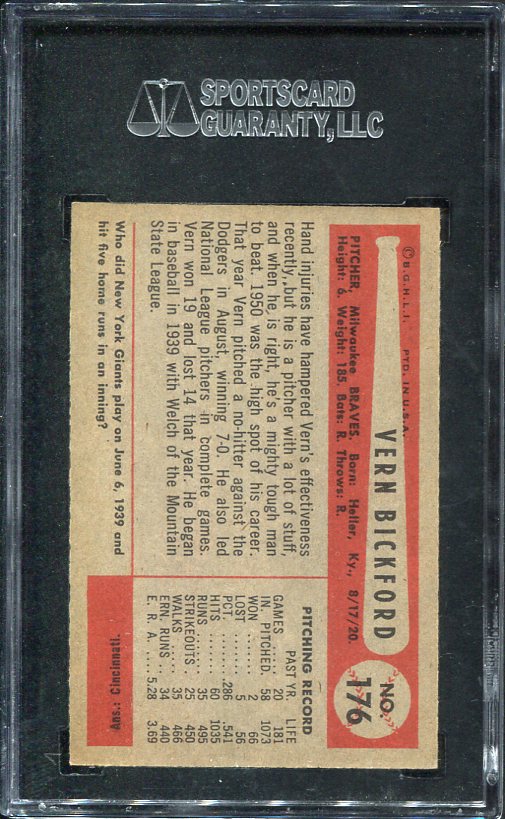 SPORTSCARD
GUARANTY, LLC
© B.G.H.L.I. PTD. IN U.S.A.
VERN BICKFORD
NO.
176
PITCHER, Milwaukee BRAVES. Born: Hellier, Ky., 8/17/20.
Height: 6. Weight: 185. Bats: R. Throws: R.
Hand injuries have hampered Vern's effectiveness
recently, but he is a pitcher with a lot of stuff,
and when he is right, he's a mighty tough man
to beat. 1950 was the high spot of his career.
That year Vern pitched a no-hitter against the
Dodgers in August, winning 7-0. He also led
National League pitchers in complete games.
Vern won 19 and lost 14 that year. He began
in baseball in 1939 with Welch of the Mountain
State League.
PITCHING RECORD
PAST YR. LIFE
GAMES..... 20 181
IN. PITCHED. 58 1073
WON....... 2 66
LOST...... 5 56
PCT....... .286 .541
HITS...... 60 1035
RUNS...... 35 495
STRIKEOUTS. 25 450
WALKS..... 35 466
ERN. RUNS.. 34 440
E. R. A..... 5.28 3.69
Who did New York Giants play on June 6, 1939 and
hit five home runs in an inning?
Ans.: Cincinnati.